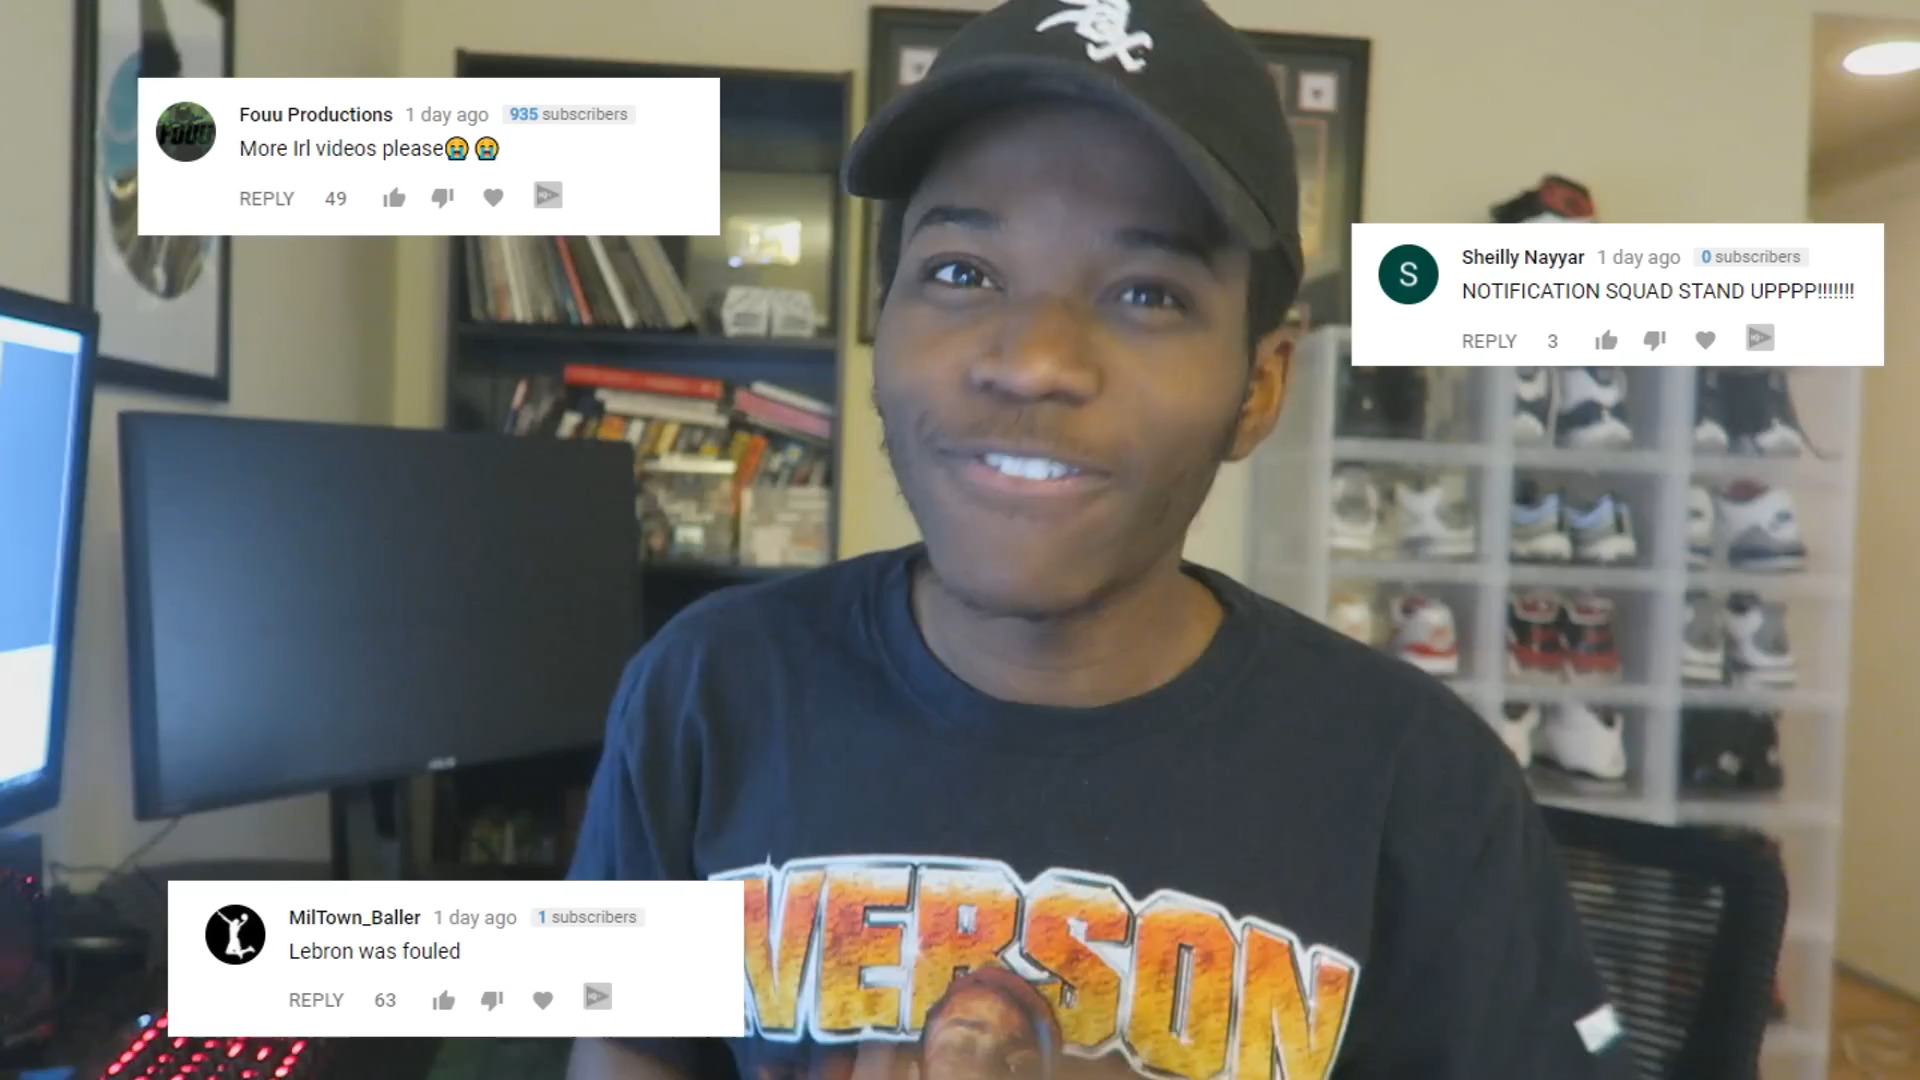 Fouu Productions 1 day ago 935 subscribers
More Irl videos please😭 😭
REPLY 49
Sheilly Nayyar 1 day ago 0 subscribers
S
NOTIFICATION SQUAD STAND UPPPP!!!!!!!
REPLY 3
MilTown_Baller 1 day ago 1 subscribers
Lebron was fouled
REPLY 63
VERSON